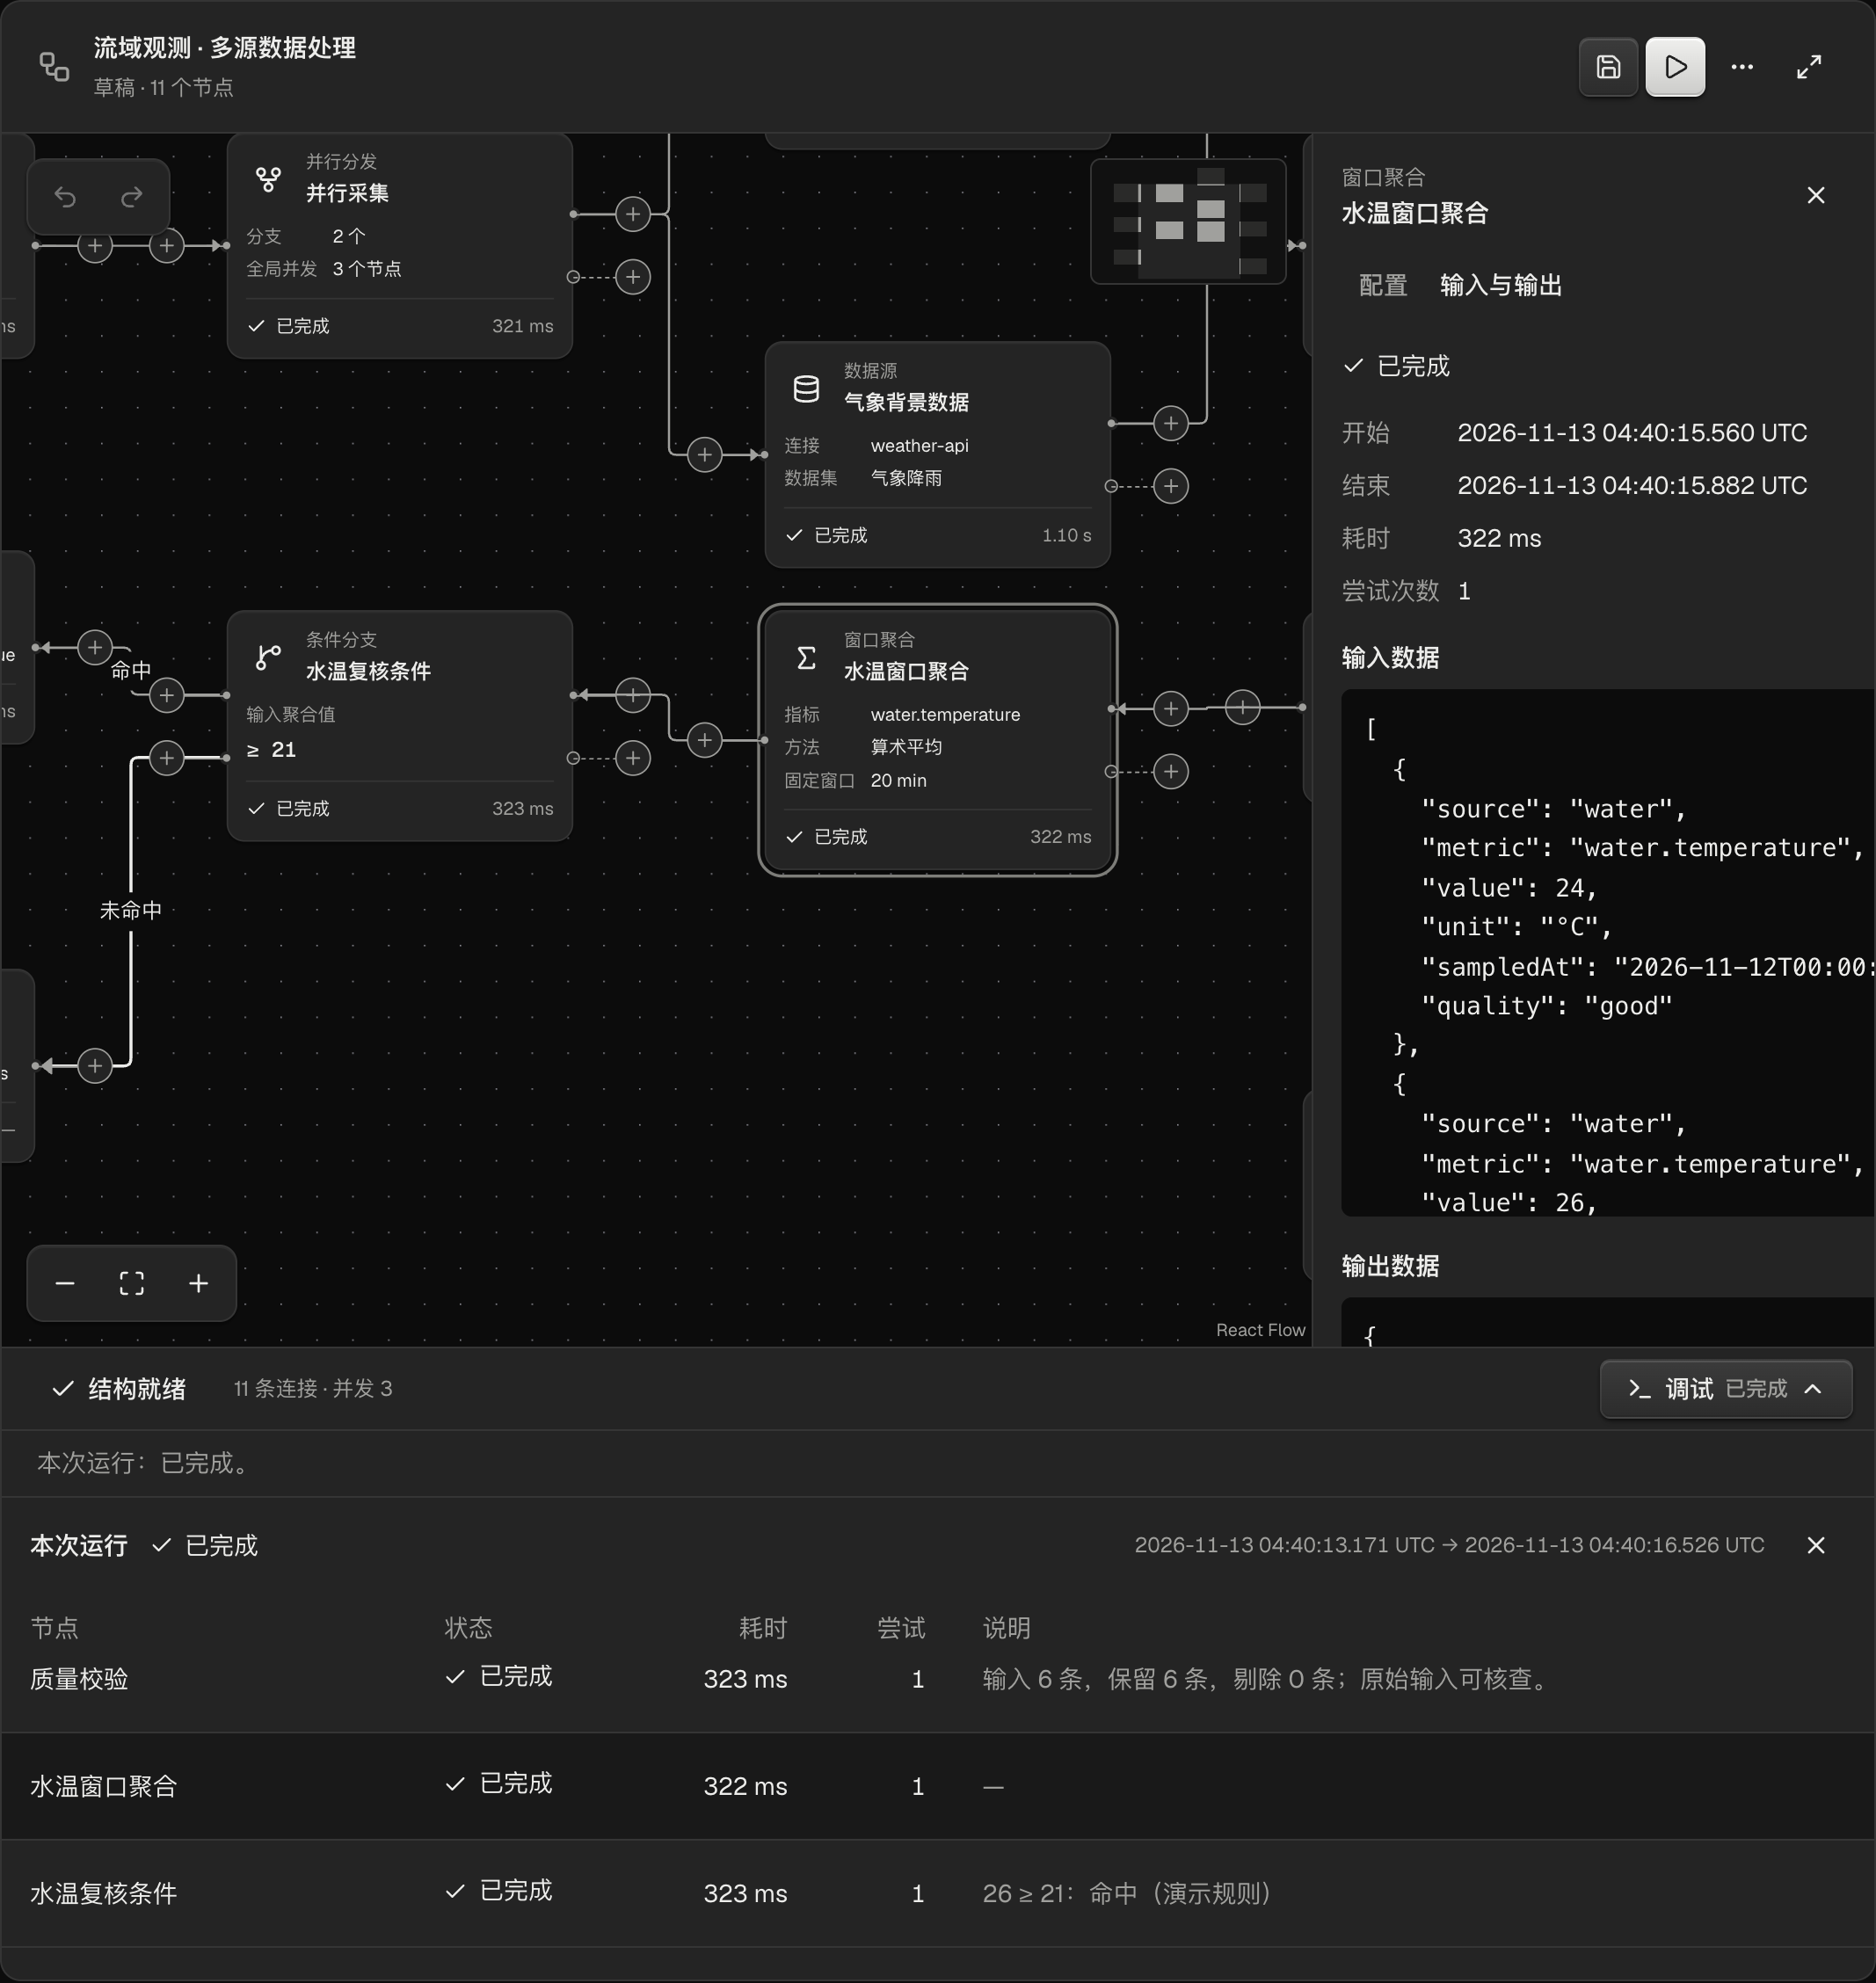 流域观测 · 多源数据处理
草稿 · 11 个节点
并行分发
并行采集
分支 2 个
全局并发 3 个节点
已完成 321 ms
数据源
气象背景数据
连接 weather-api
数据集 气象降雨
已完成 1.10 s
命中
条件分支
水温复核条件
输入聚合值
≥ 21
已完成 323 ms
窗口聚合
水温窗口聚合
指标 water.temperature
方法 算术平均
固定窗口 20 min
已完成 322 ms
未命中
React Flow
窗口聚合
水温窗口聚合
配置 输入与输出
已完成
开始 2026-11-13 04:40:15.560 UTC
结束 2026-11-13 04:40:15.882 UTC
耗时 322 ms
尝试次数 1
输入数据
[
{
"source": "water",
"metric": "water.temperature",
"value": 24,
"unit": "°C",
"sampledAt": "2026-11-12T00:00:
"quality": "good"
},
{
"source": "water",
"metric": "water.temperature",
"value": 26,
输出数据
{
结构就绪 11 条连接 · 并发 3
调试 已完成
本次运行：已完成。
本次运行 已完成 2026-11-13 04:40:13.171 UTC → 2026-11-13 04:40:16.526 UTC
节点 状态 耗时 尝试 说明
质量校验 已完成 323 ms 1 输入 6 条，保留 6 条，剔除 0 条；原始输入可核查。
水温窗口聚合 已完成 322 ms 1 —
水温复核条件 已完成 323 ms 1 26 ≥ 21：命中（演示规则）